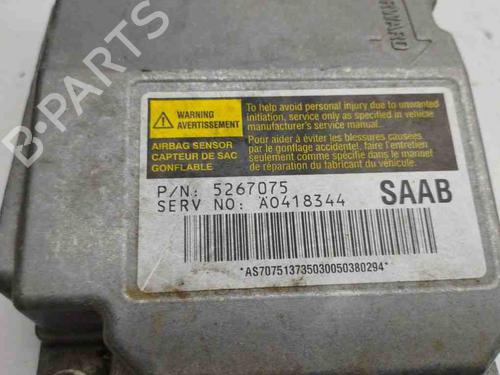 B-PARTS
WARNING
AVERTISSEMENT
AIRBAG SENSOR
CAPTEUR DE SAC
GONFLABLE
To help avoid personal injury due to unwanted
initiation, service only as specified in vehicle
manufacturer's service manual.
Pour aider à éviter les blessures causées
par le gonflage accidentel, faire l'entretien
seulement comme spécifié dans le manuel
de réparation du fabricant du véhicule.
P/N: 5267075
SERV NO: A0418344
SAAB
*AS707513735030050380294*